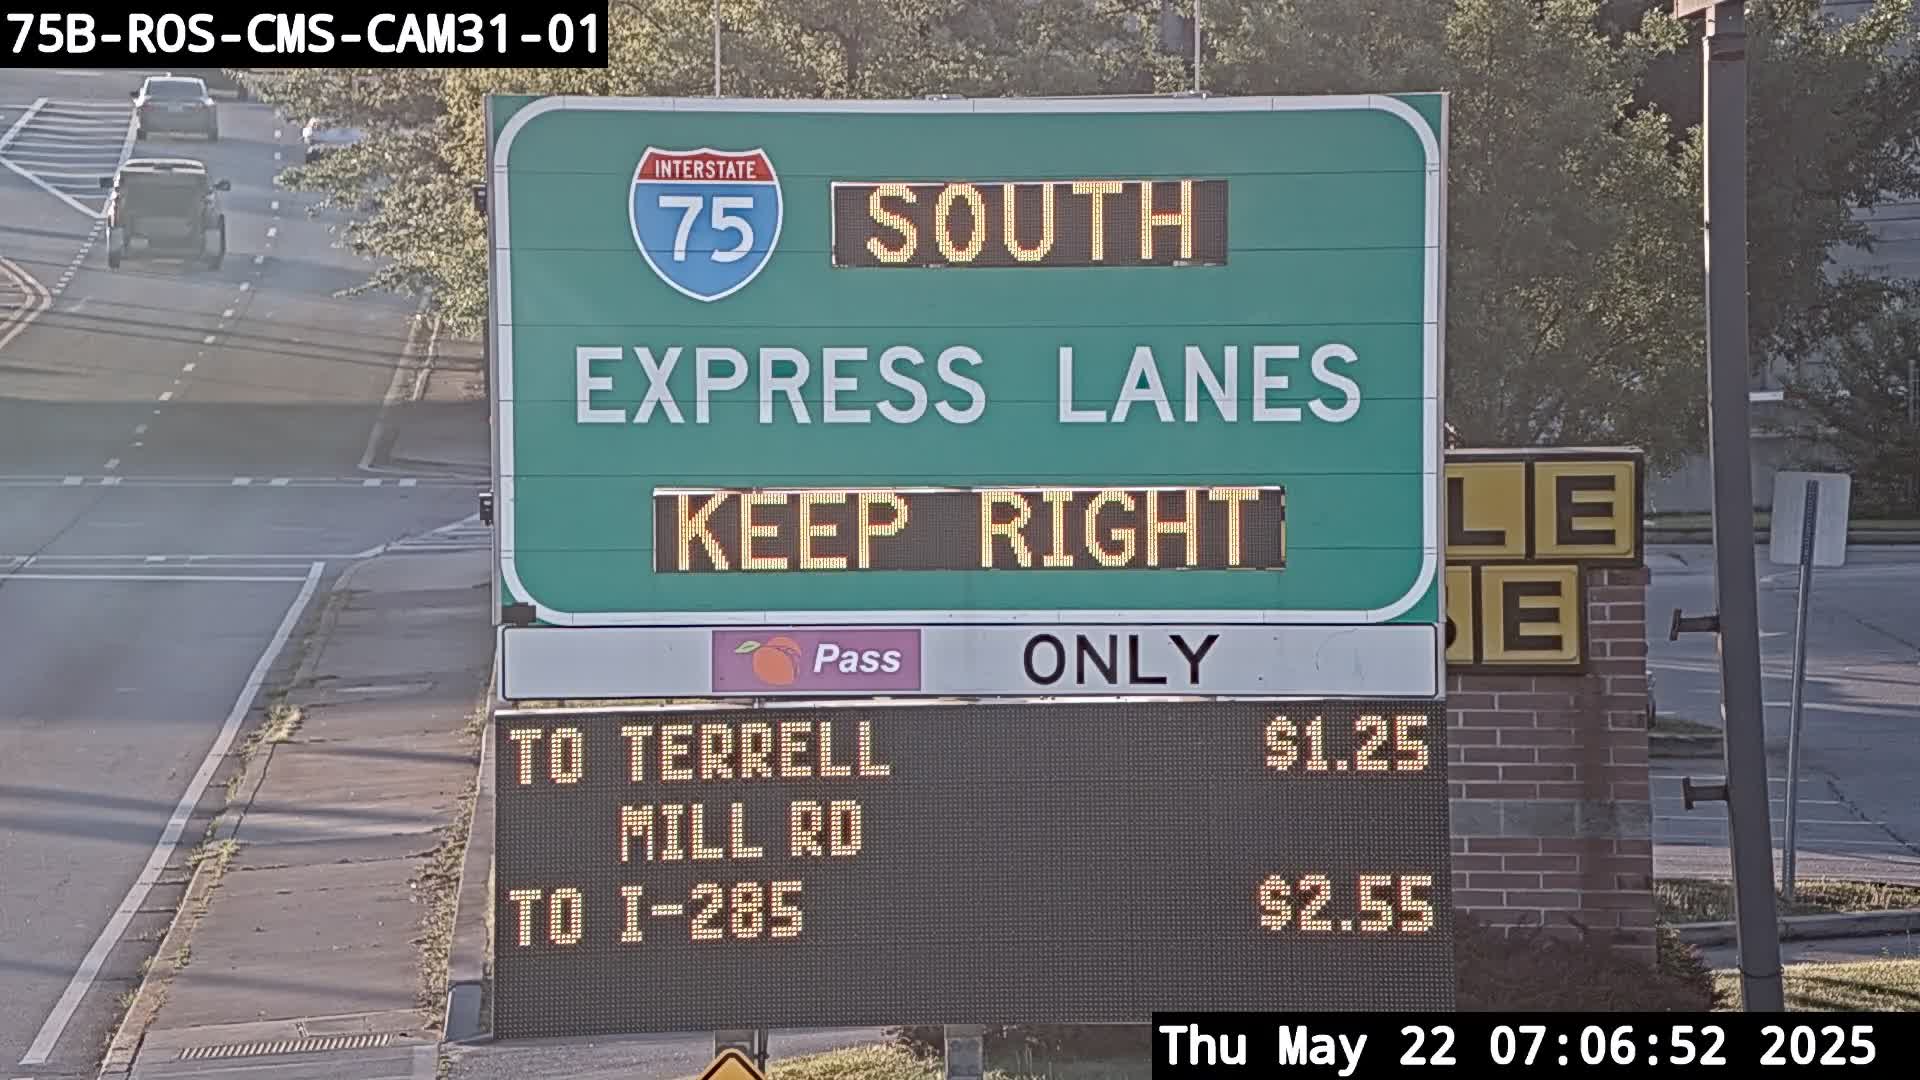 75B-ROS-CMS-CAM31-01
INTERSTATE
75
SOUTH
EXPRESS LANES
KEEP RIGHT
Pass ONLY
TO TERRELL $1.25
MILL RD
TO I-285 $2.55
LE
E
Thu May 22 07:06:52 2025